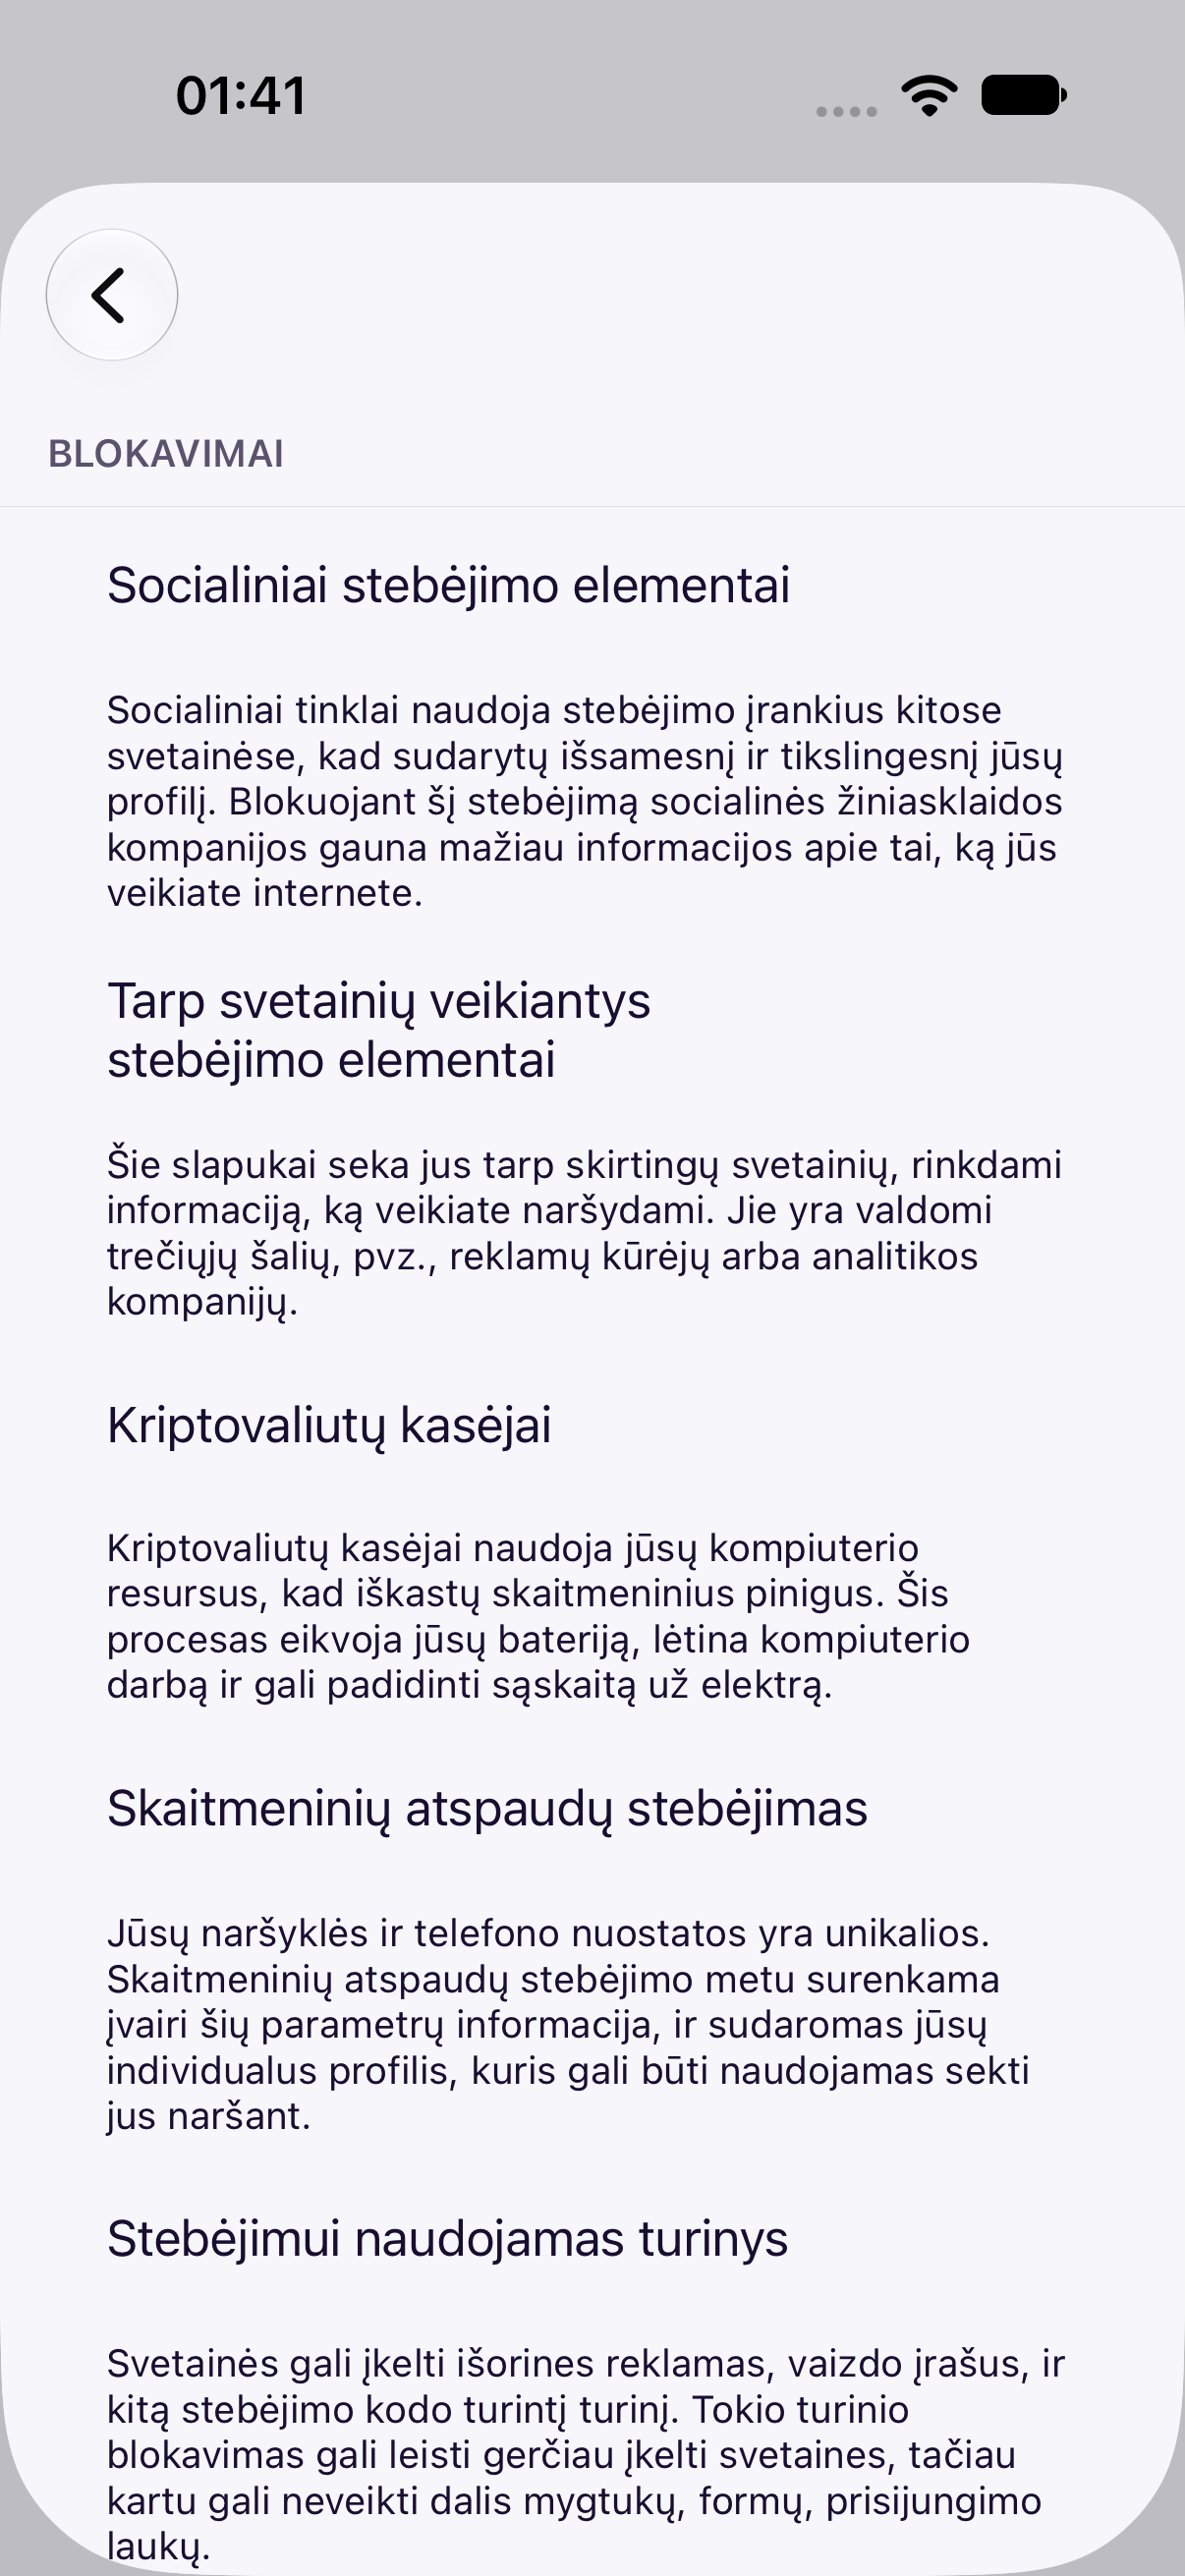 01:41
BLOKAVIMAI
Socialiniai stebėjimo elementai
Socialiniai tinklai naudoja stebėjimo įrankius kitose
svetainėse, kad sudarytų išsamesnį ir tikslingesnį jūsų
profilį. Blokuojant šį stebėjimą socialinės žiniasklaidos
kompanijos gauna mažiau informacijos apie tai, ką jūs
veikiate internete.
Tarp svetainių veikiantys
stebėjimo elementai
Šie slapukai seka jus tarp skirtingų svetainių, rinkdami
informaciją, ką veikiate naršydami. Jie yra valdomi
trečiųjų šalių, pvz., reklamų kūrėjų arba analitikos
kompanijų.
Kriptovaliutų kasėjai
Kriptovaliutų kasėjai naudoja jūsų kompiuterio
resursus, kad iškastų skaitmeninius pinigus. Šis
procesas eikvoja jūsų bateriją, lėtina kompiuterio
darbą ir gali padidinti sąskaitą už elektrą.
Skaitmeninių atspaudų stebėjimas
Jūsų naršyklės ir telefono nuostatos yra unikalios.
Skaitmeninių atspaudų stebėjimo metu surenkama
įvairi šių parametrų informacija, ir sudaromas jūsų
individualus profilis, kuris gali būti naudojamas sekti
jus naršant.
Stebėjimui naudojamas turinys
Svetainės gali įkelti išorines reklamas, vaizdo įrašus, ir
kitą stebėjimo kodo turintį turinį. Tokio turinio
blokavimas gali leisti gerčiau įkelti svetaines, tačiau
kartu gali neveikti dalis mygtukų, formų, prisijungimo
laukų.